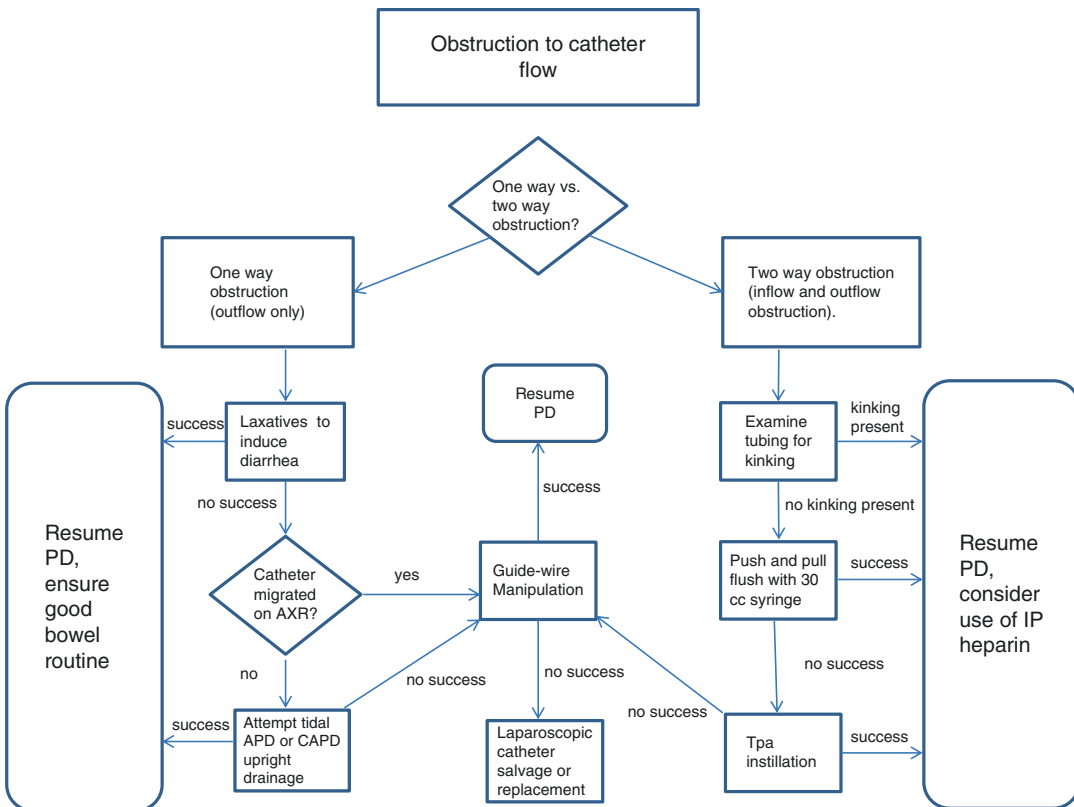 Obstruction to catheter
flow
One way vs.
two way
obstruction?
One way
obstruction
(outflow only)
Two way obstruction
(inflow and outflow
obstruction).
Resume
PD
success
Laxatives to
induce
diarrhea
Examine
tubing for
kinking
kinking
present
no success
success
no kinking present
Resume
PD,
ensure
good
bowel
routine
Catheter
migrated
on AXR?
yes
Guide-wire
Manipulation
Push and pull
flush with 30
cc syringe
success
Resume
PD,
consider
use of IP
heparin
no
no success
no success
no success
no success
success
Attempt tidal
APD or CAPD
upright
drainage
Laparoscopic
catheter
salvage or
replacement
Tpa
instillation
success